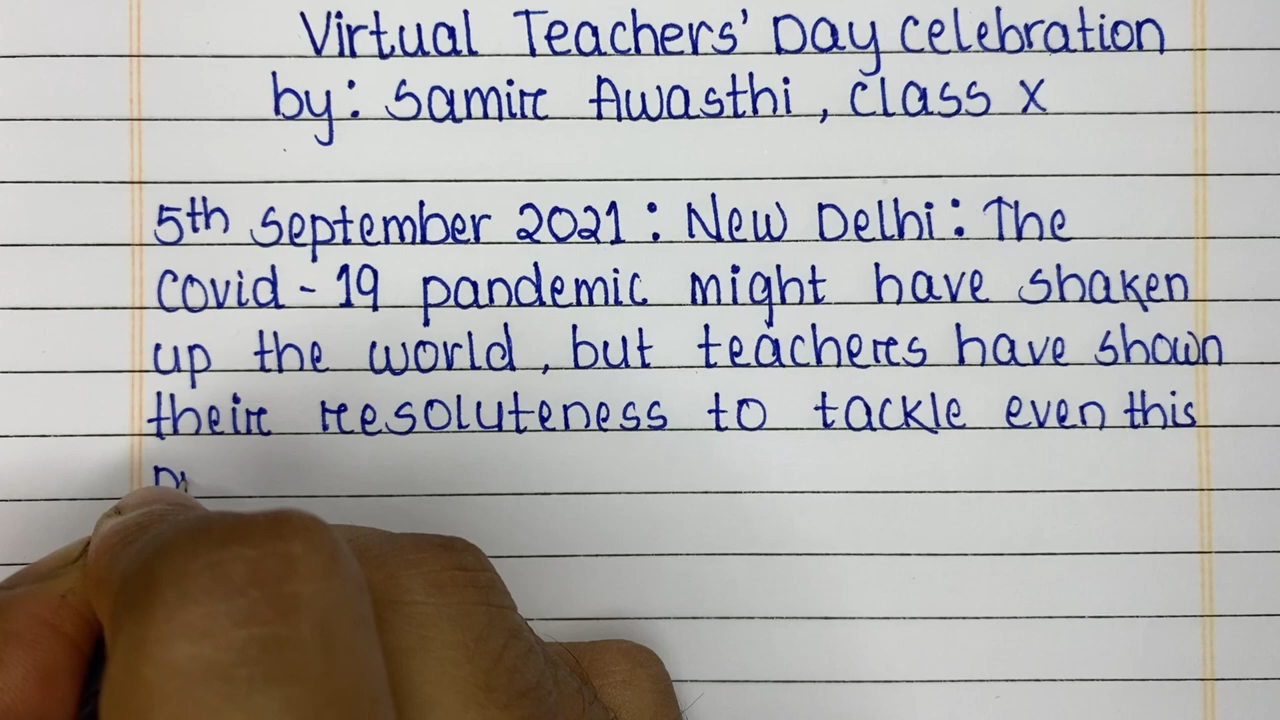 Virtual Teachers' Day celebration
by: Samir Awasthi, class x
5th September 2021: New Delhi: The
covid-19 pandemic might have shaken
up the world, but teachers have shown
their resoluteness to tackle even this